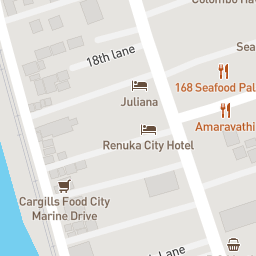 Colombo
18th lane
Sea
168 Seafood Pal
Juliana
Amaravathi
Renuka City Hotel
Cargills Food City
Marine Drive
Lane